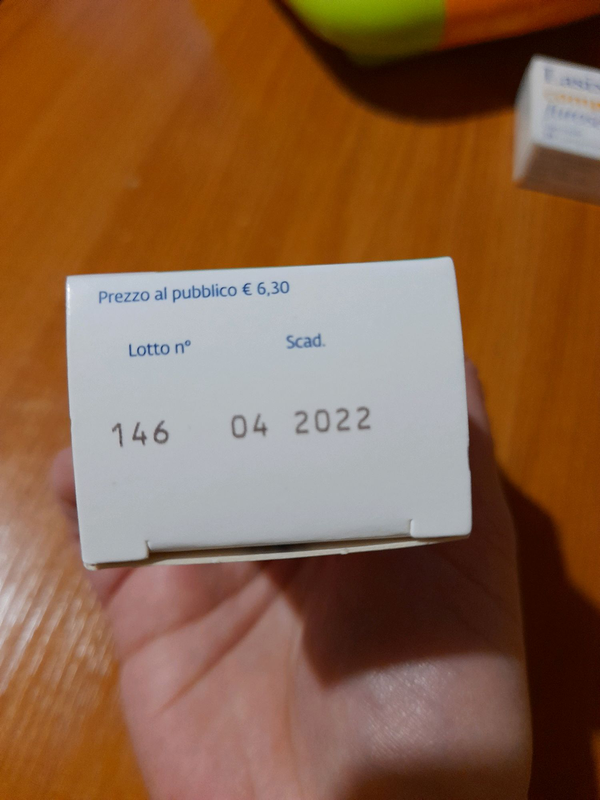 Prezzo al pubblico € 6,30
Lotto n° Scad.
146 04 2022